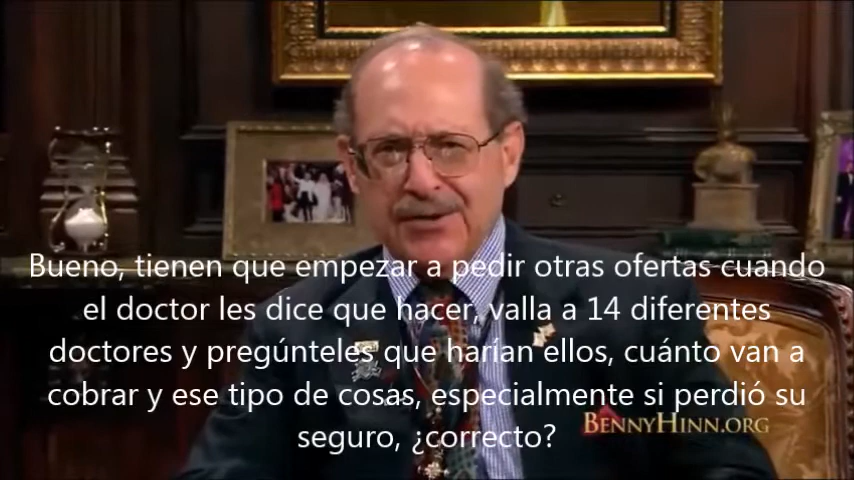 Bueno, tienen que empezar a pedir otras ofertas cuando
el doctor les dice que hacer, valla a 14 diferentes
doctores y pregúnteles que harían ellos, cuánto van a
cobrar y ese tipo de cosas, especialmente si perdió su
seguro, ¿correcto?
BENNYHINN.ORG